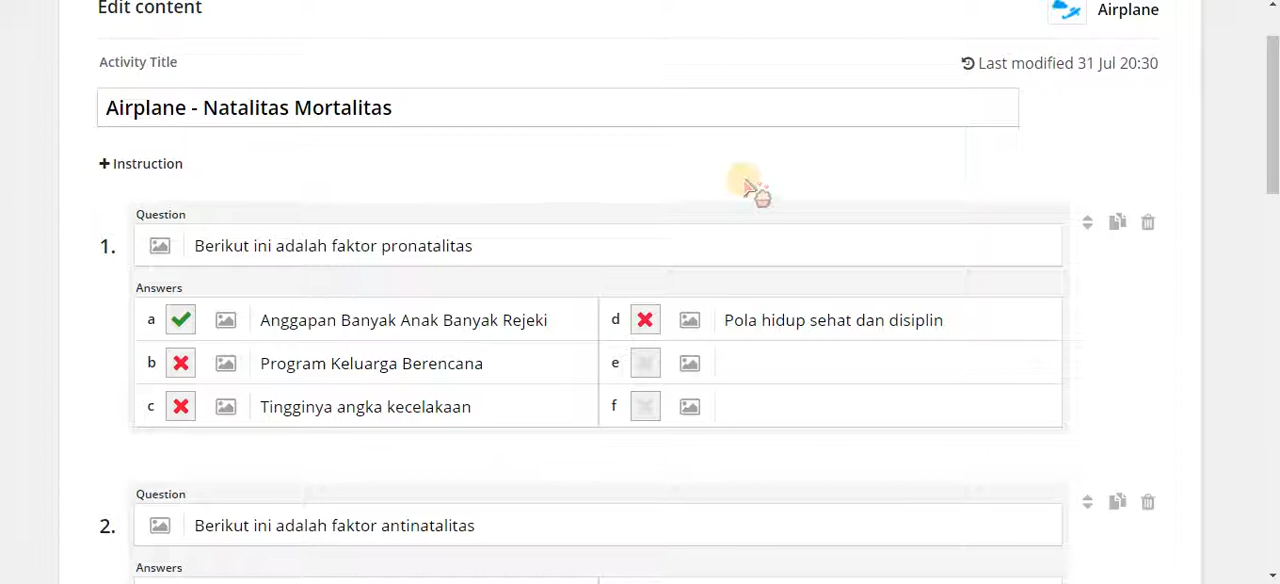 Edit content
Airplane
Activity Title
Last modified 31 Jul 20:30
Airplane - Natalitas Mortalitas
+ Instruction
Question
1.
Berikut ini adalah faktor pronatalitas
Answers
a Anggapan Banyak Anak Banyak Rejeki
d Pola hidup sehat dan disiplin
b Program Keluarga Berencana
e
c Tingginya angka kecelakaan
f
Question
2.
Berikut ini adalah faktor antinatalitas
Answers